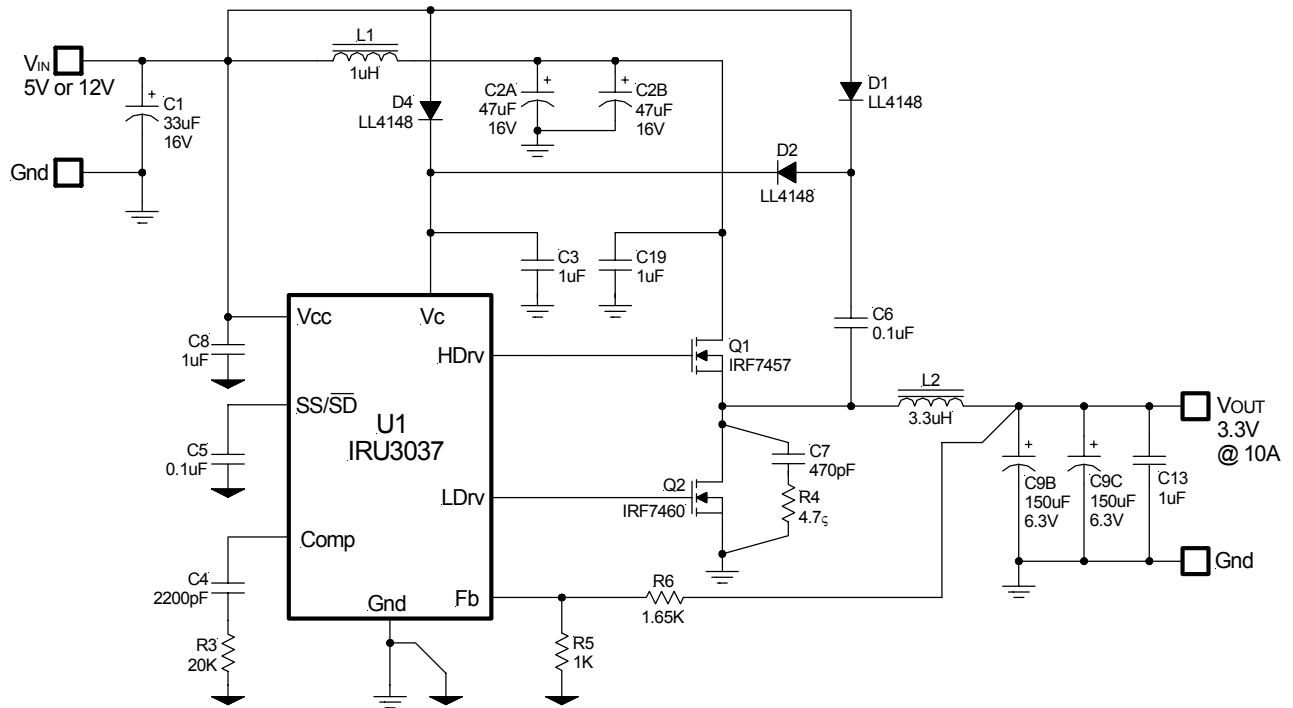 L1
1uH
VIN
5V or 12V
C1
33uF
16V
Gnd
D4
LL4148
C2A
47uF
16V
C2B
47uF
16V
D1
LL4148
D2
LL4148
C3
1uF
C19
1uF
C6
0.1uF
Vcc
Vc
C8
1uF
HDrv
Q1
IRF7457
SS/SD
U1
IRU3037
C5
0.1uF
L2
3.3uH
VOUT
3.3V
@ 10A
C7
470pF
R4
4.7ς
LDrv
Q2
IRF7460
C9B
150uF
6.3V
C9C
150uF
6.3V
C13
1uF
Comp
Gnd
C4
2200pF
R3
20K
Gnd
Fb
R6
1.65K
R5
1K